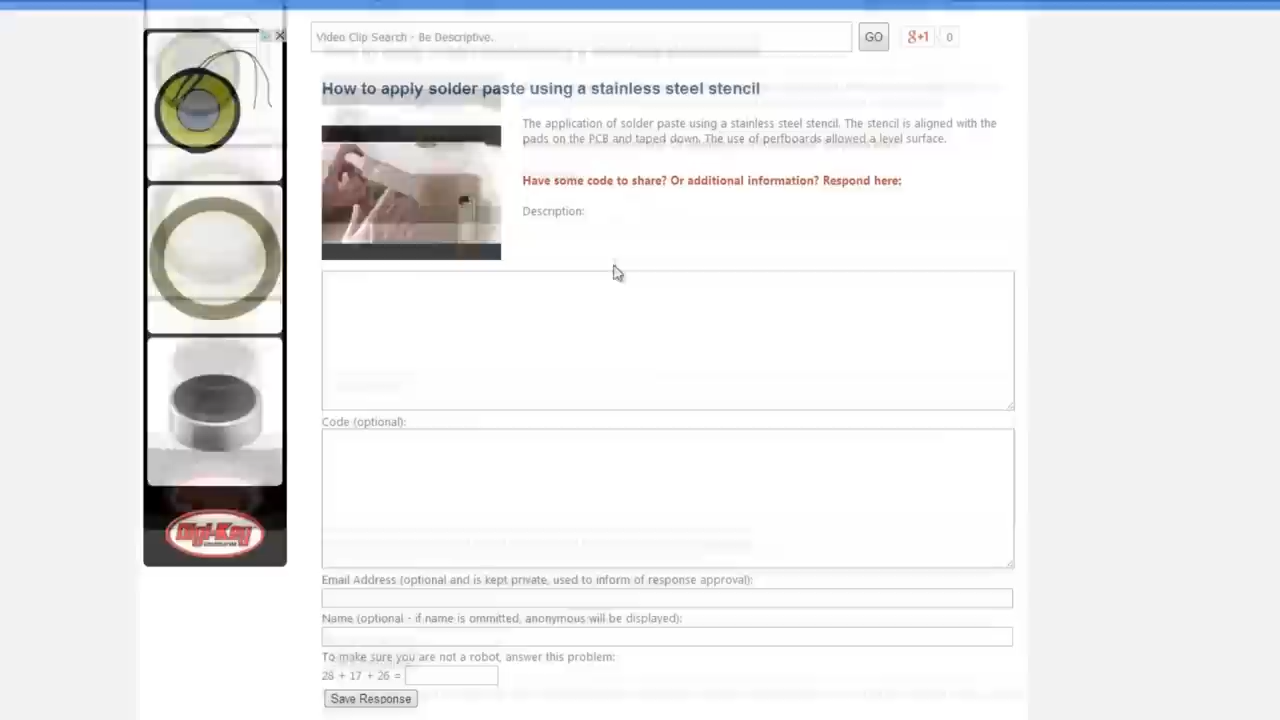 Video Clip Search - Be Descriptive.
GO
g+1
0
How to apply solder paste using a stainless steel stencil
The application of solder paste using a stainless steel stencil. The stencil is aligned with the
pads on the PCB and taped down. The use of perfboards allowed a level surface.
Have some code to share? Or additional information? Respond here:
Description:
Code (optional):
Digi-Key
Email Address (optional and is kept private, used to inform of response approval):
Name (optional - if name is ommitted, anonymous will be displayed):
To make sure you are not a robot, answer this problem:
28 + 17 + 26 =
Save Response